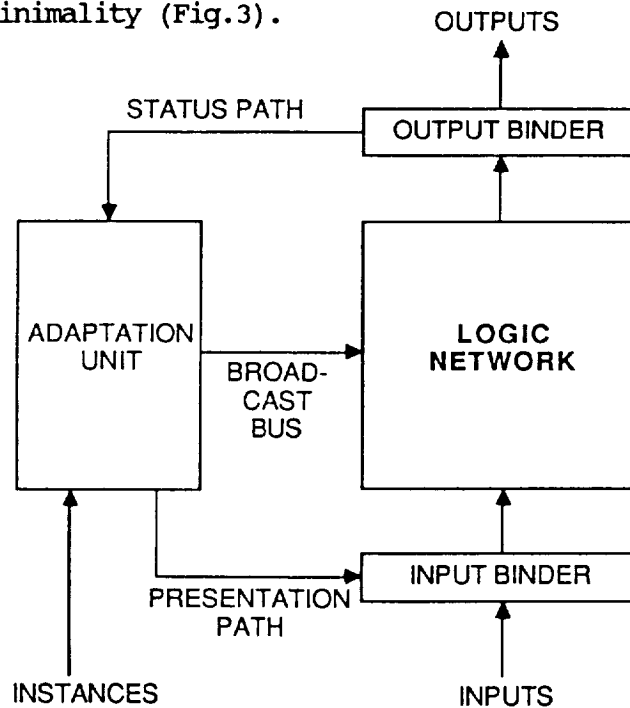 inimality (Fig.3).
OUTPUTS
STATUS PATH
OUTPUT BINDER
ADAPTATION
UNIT
LOGIC
NETWORK
BROAD-
CAST
BUS
INPUT BINDER
PRESENTATION
PATH
INSTANCES
INPUTS